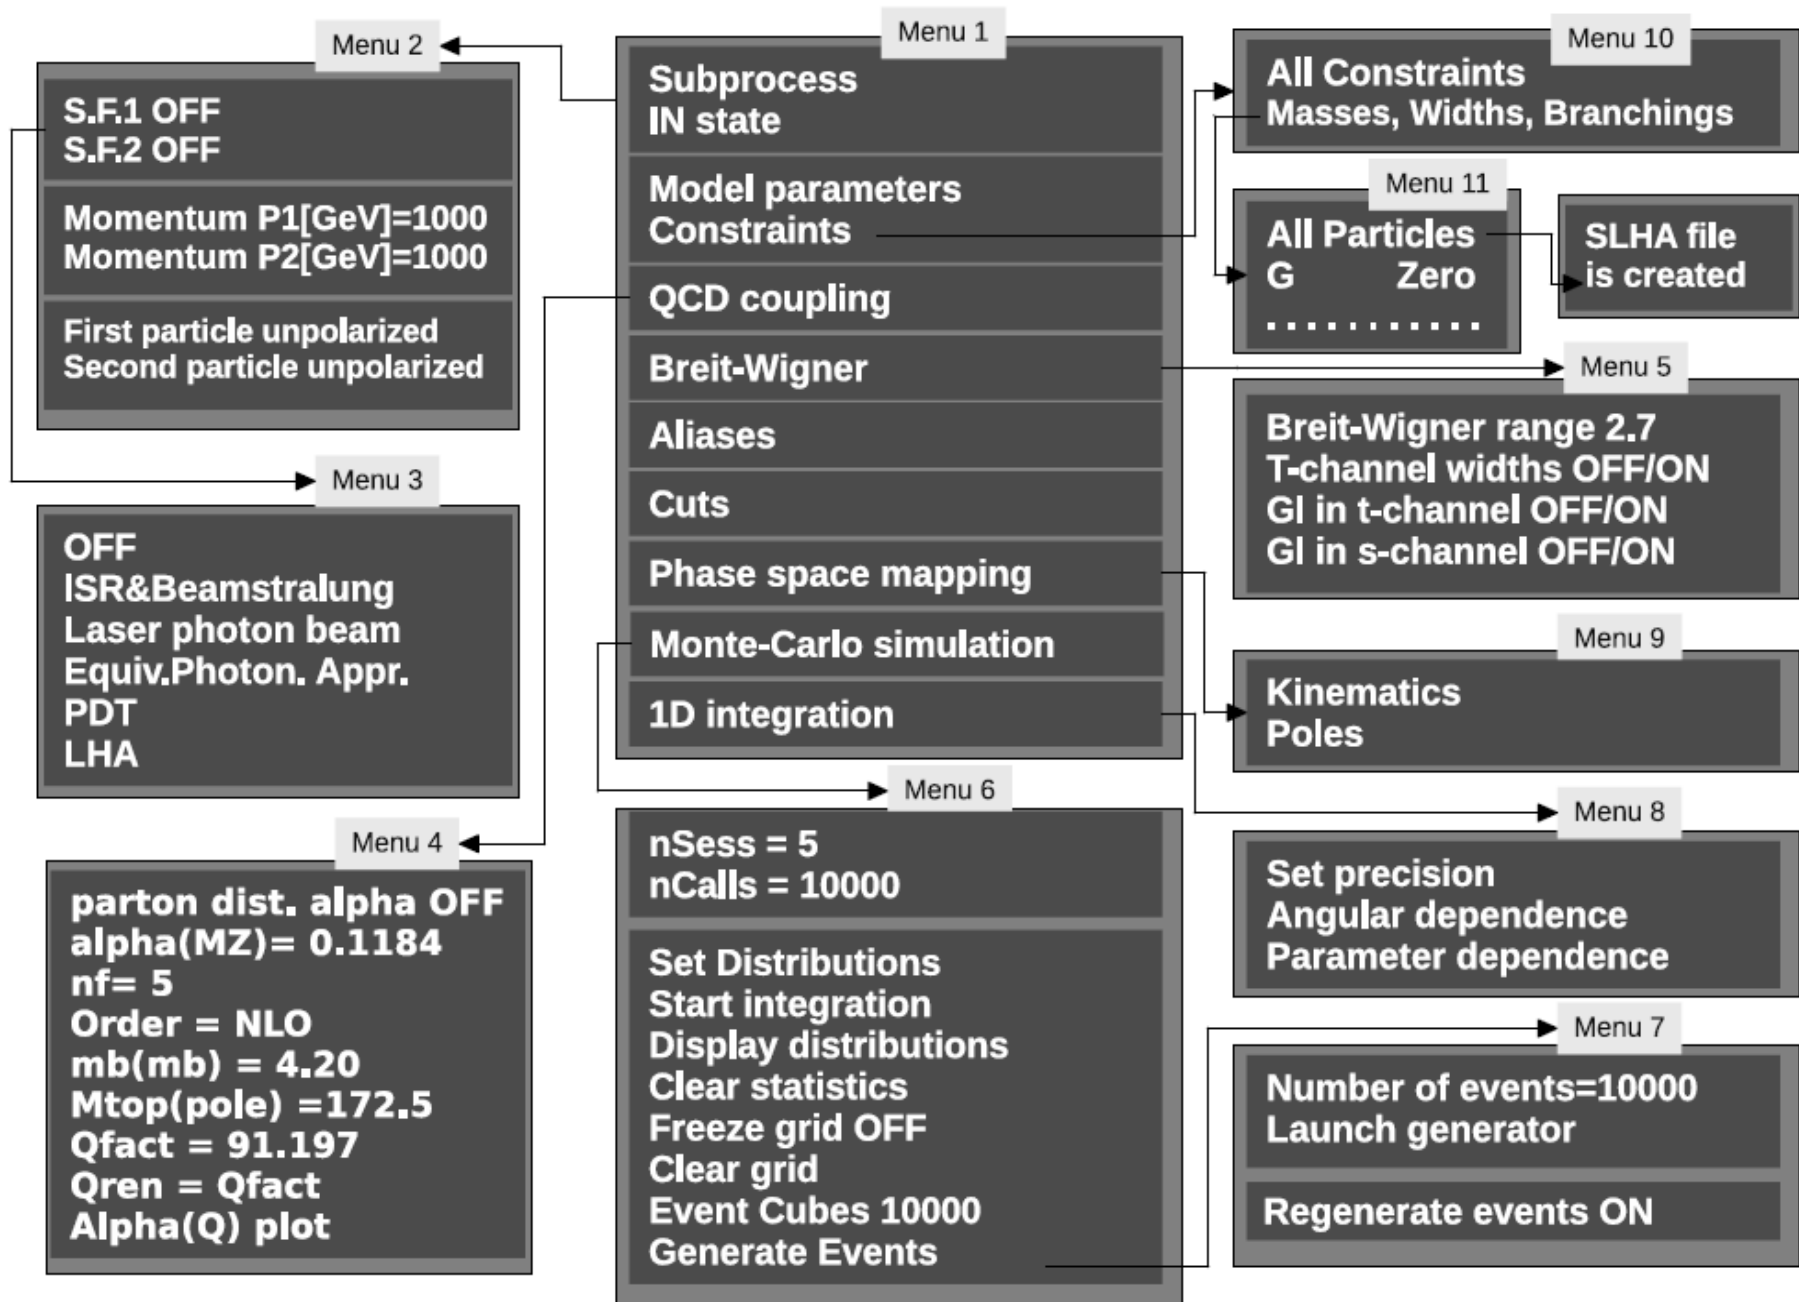 Menu 1
Subprocess
IN state
Model parameters
Constraints
QCD coupling
Breit-Wigner
Aliases
Cuts
Phase space mapping
Monte-Carlo simulation
1D integration
Menu 2
S.F.1 OFF
S.F.2 OFF
Momentum P1[GeV]=1000
Momentum P2[GeV]=1000
First particle unpolarized
Second particle unpolarized
Menu 3
OFF
ISR&Beamstralung
Laser photon beam
Equiv.Photon. Appr.
PDT
LHA
Menu 4
parton dist. alpha OFF
alpha(MZ)= 0.1184
nf= 5
Order = NLO
mb(mb) = 4.20
Mtop(pole) =172.5
Qfact = 91.197
Qren = Qfact
Alpha(Q) plot
Menu 6
nSess = 5
nCalls = 10000
Set Distributions
Start integration
Display distributions
Clear statistics
Freeze grid OFF
Clear grid
Event Cubes 10000
Generate Events
Menu 10
All Constraints
Masses, Widths, Branchings
Menu 11
All Particles
G Zero
...........
SLHA file
is created
Menu 5
Breit-Wigner range 2.7
T-channel widths OFF/ON
GI in t-channel OFF/ON
GI in s-channel OFF/ON
Menu 9
Kinematics
Poles
Menu 8
Set precision
Angular dependence
Parameter dependence
Menu 7
Number of events=10000
Launch generator
Regenerate events ON